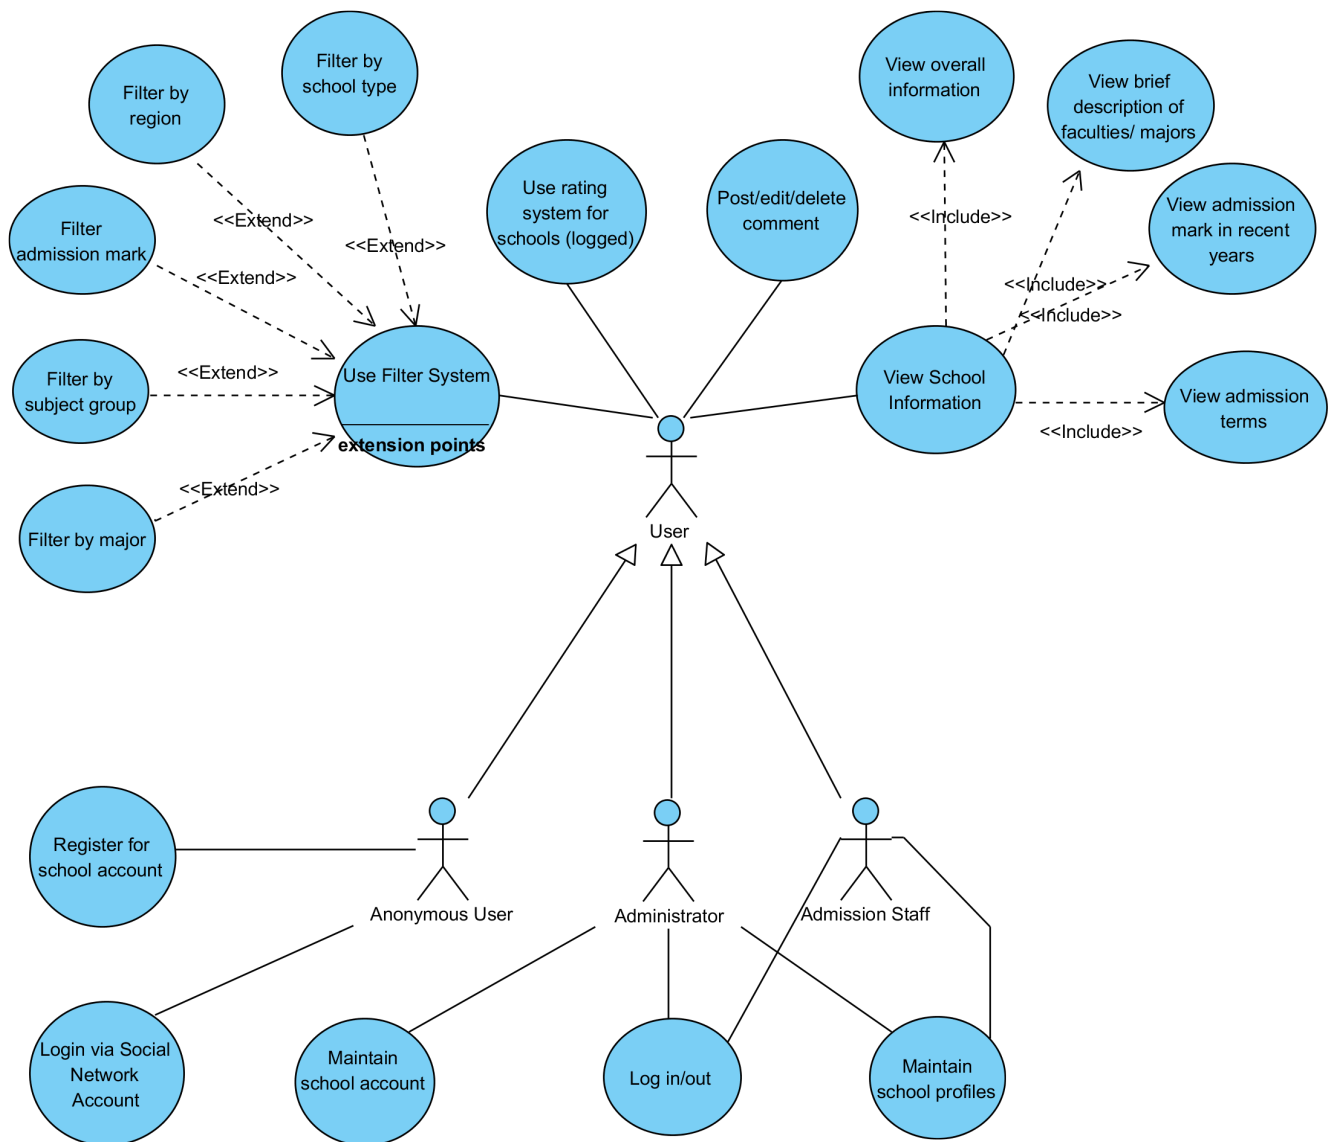 Filter by
school type
Filter by
region
View overall
information
View brief
description of
faculties/ majors
Use rating
system for
schools (logged)
Post/edit/delete
comment
View admission
mark in recent
years
Filter
admission mark
<<Extend>>
<<Extend>>
<<Extend>>
<<Include>>
<<Include>>
<<Include>>
Filter by
subject group
<<Extend>>
Use Filter System
extension points
View School
Information
View admission
terms
<<Include>>
<<Extend>>
Filter by major
User
Register for
school account
Anonymous User
Administrator
Admission Staff
Login via Social
Network
Account
Maintain
school account
Log in/out
Maintain
school profiles